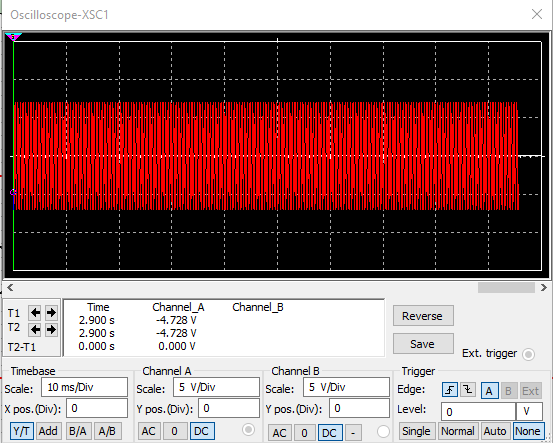 Oscilloscope-XSC1
T1
T2
T2-T1
Time Channel_A Channel_B
2.900 s -4.728 V
2.900 s -4.728 V
0.000 s 0.000 V
Reverse
Save
Ext. trigger
Timebase
Scale: 10 ms/Div
X pos.(Div): 0
Y/T Add B/A A/B
Channel A
Scale: 5 V/Div
Y pos.(Div): 0
AC 0 DC
Channel B
Scale: 5 V/Div
Y pos.(Div): 0
AC 0 DC -
Trigger
Edge: A B Ext
Level: 0 V
Single Normal Auto None